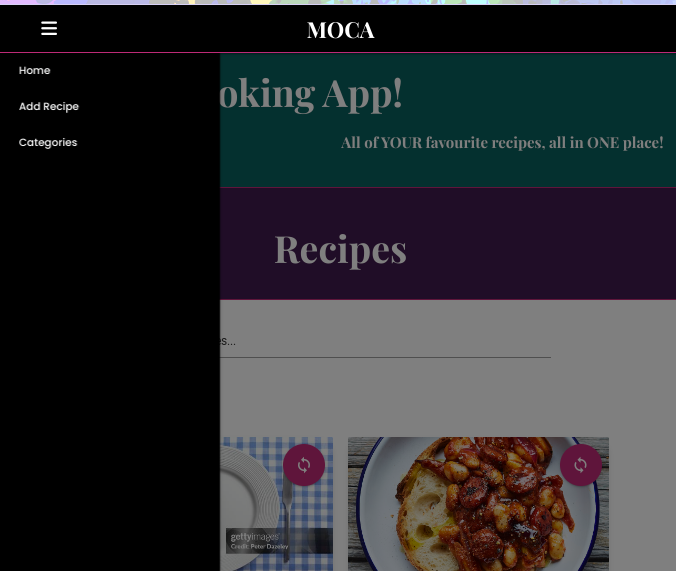 MOCA
Home
Add Recipe
Categories
oking App!
All of YOUR favourite recipes, all in ONE place!
Recipes
es...
gettyimages
Credit: Peter Dazeley